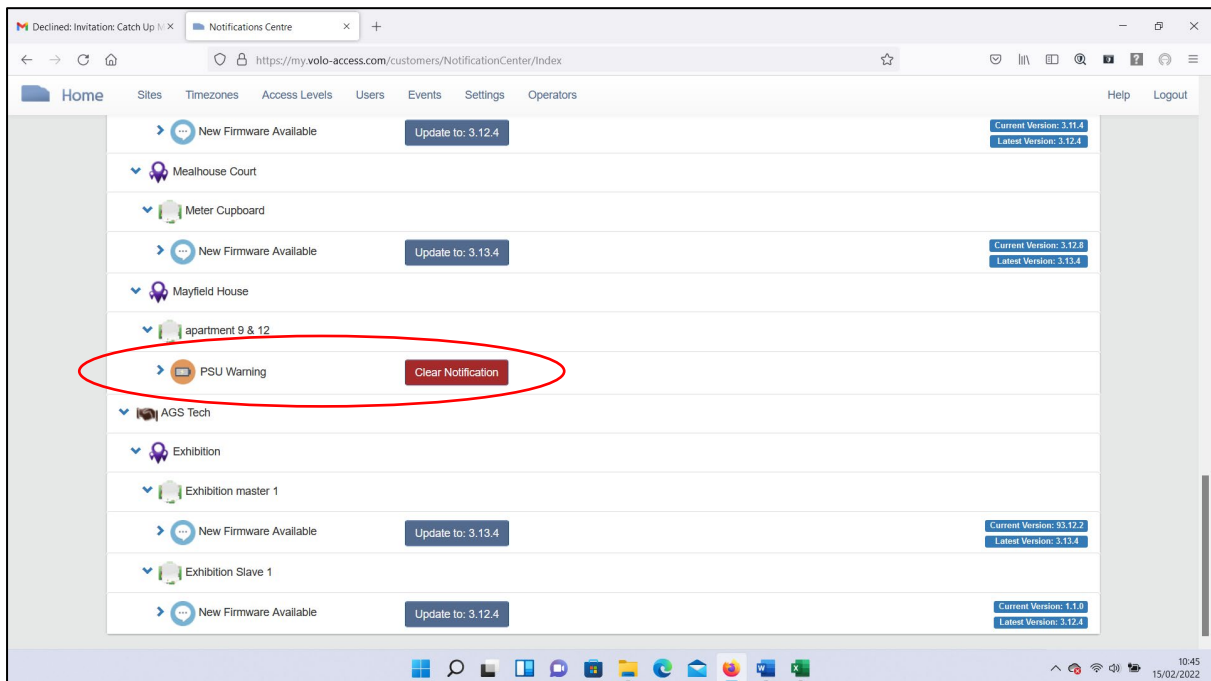 Declined: Invitation: Catch Up M
Notifications Centre
https://my.volo-access.com/customers/NotificationCenter/Index
Home Sites Timezones Access Levels Users Events Settings Operators Help Logout
New Firmware Available Update to: 3.12.4 Current Version: 3.11.4
Latest Version: 3.12.4
Mealhouse Court
Meter Cupboard
New Firmware Available Update to: 3.13.4 Current Version: 3.12.8
Latest Version: 3.13.4
Mayfield House
apartment 9 & 12
PSU Warning Clear Notification
AGS Tech
Exhibition
Exhibition master 1
New Firmware Available Update to: 3.13.4 Current Version: 93.12.2
Latest Version: 3.13.4
Exhibition Slave 1
New Firmware Available Update to: 3.12.4 Current Version: 1.1.0
Latest Version: 3.12.4
10:45
15/02/2022